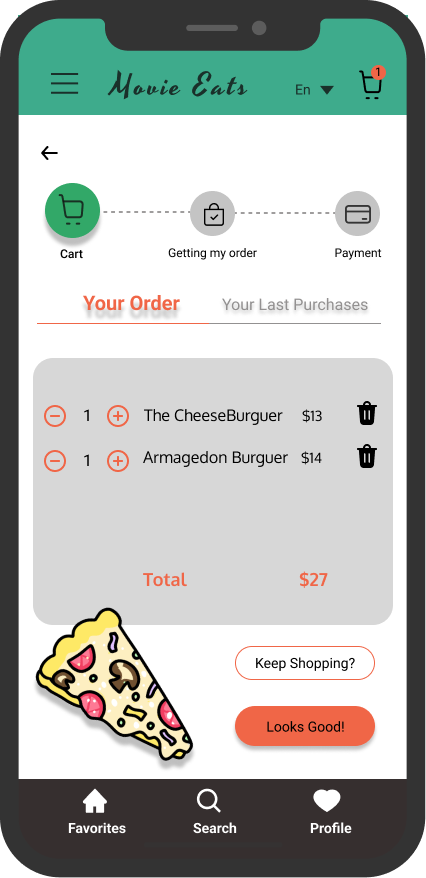 Movie Eats
En
1
Cart
Getting my order
Payment
Your Order
Your Last Purchases
1 The CheeseBurguer $13
1 Armagedon Burguer $14
Total $27
Keep Shopping?
Looks Good!
Favorites
Search
Profile